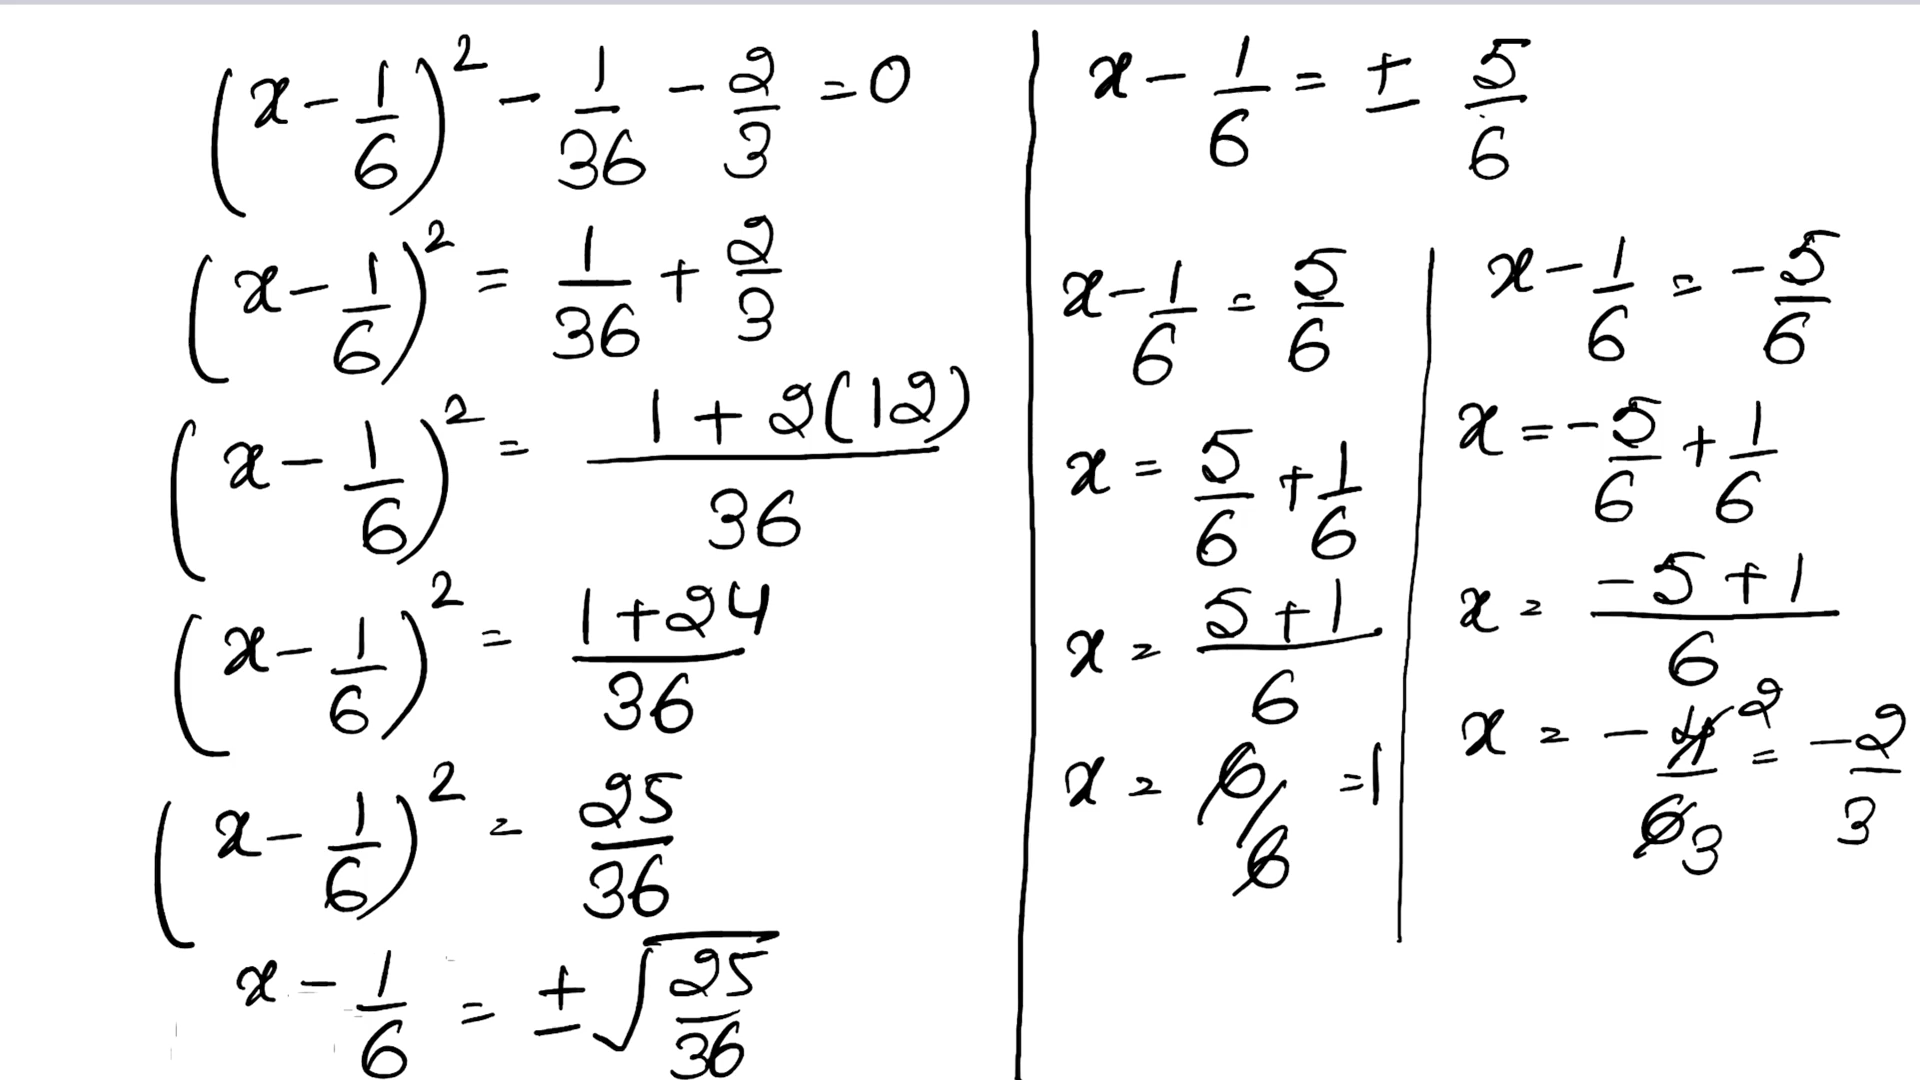 (x - 1/6)² - 1/36 - 2/3 = 0
(x - 1/6)² = 1/36 + 2/3
(x - 1/6)² = (1 + 2(12))/36
(x - 1/6)² = (1 + 24)/36
(x - 1/6)² = 25/36
x - 1/6 = ± √(25/36)
x - 1/6 = ± 5/6
x - 1/6 = 5/6
x = 5/6 + 1/6
x = (5 + 1)/6
x = 6/6 = 1
x - 1/6 = -5/6
x = -5/6 + 1/6
x = (-5 + 1)/6
x = -4/6 2/3 = -2/3